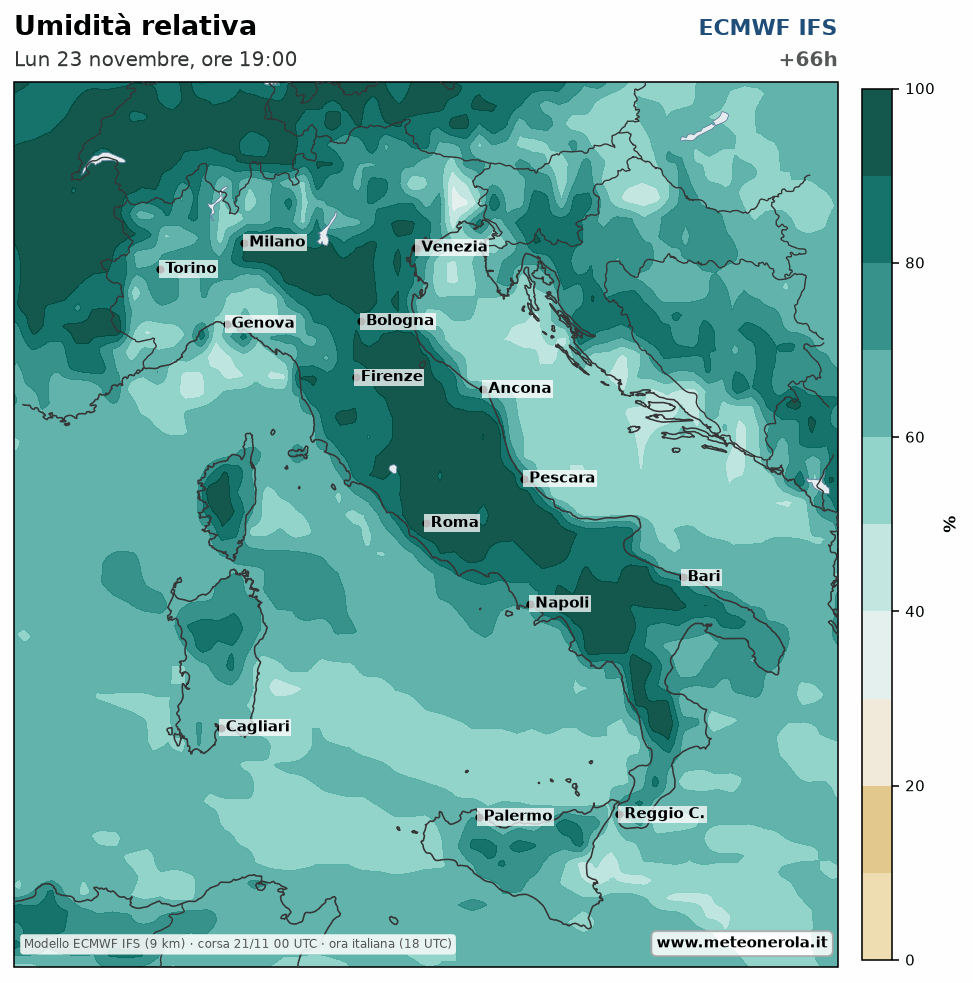 Umidità relativa
ECMWF IFS
Lun 23 novembre, ore 19:00
+66h
Milano
Venezia
Torino
Genova
Bologna
Firenze
Ancona
Pescara
Roma
Bari
Napoli
Cagliari
Palermo
Reggio C.
100
80
60
40
20
0
%
Modello ECMWF IFS (9 km) · corsa 21/11 00 UTC · ora italiana (18 UTC)
www.meteonerola.it